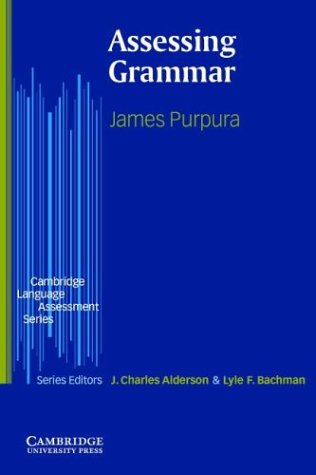 Assessing
Grammar
James Purpura
Cambridge
Language
Assessment
Series
Series Editors J. Charles Alderson & Lyle F. Bachman
CAMBRIDGE
UNIVERSITY PRESS